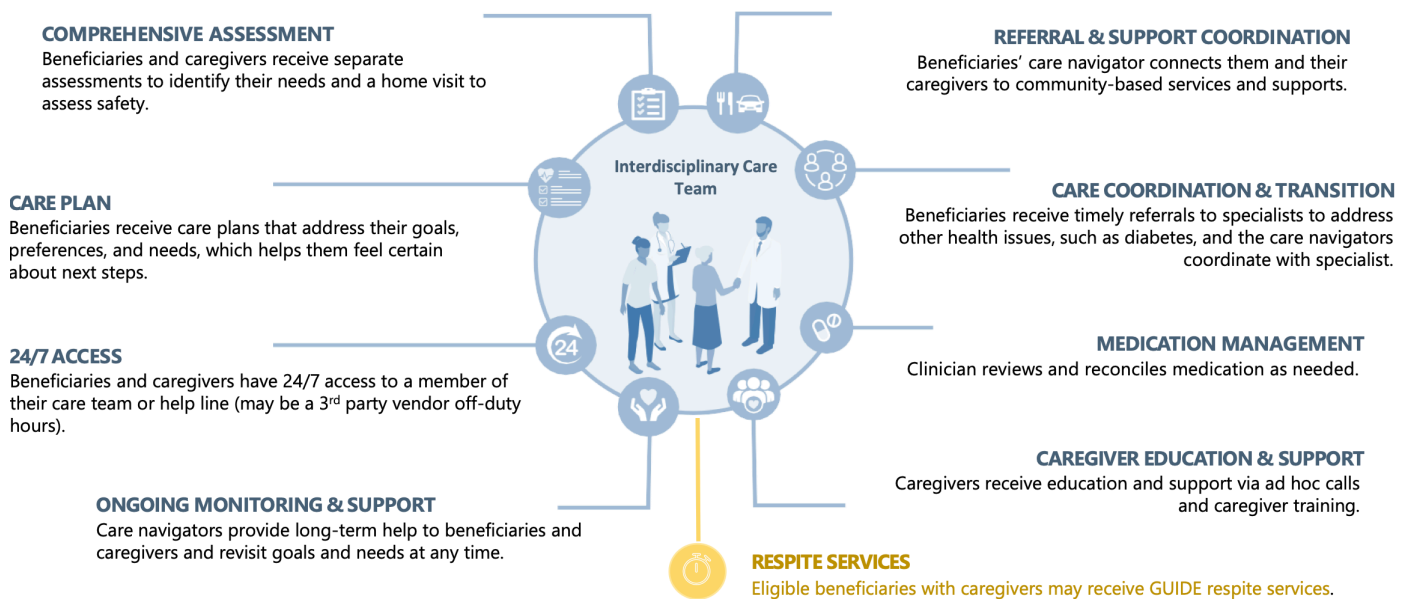 COMPREHENSIVE ASSESSMENT
Beneficiaries and caregivers receive separate
assessments to identify their needs and a home visit to
assess safety.
CARE PLAN
Beneficiaries receive care plans that address their goals,
preferences, and needs, which helps them feel certain
about next steps.
24/7 ACCESS
Beneficiaries and caregivers have 24/7 access to a member of
their care team or help line (may be a 3rd party vendor off-duty
hours).
ONGOING MONITORING & SUPPORT
Care navigators provide long-term help to beneficiaries and
caregivers and revisit goals and needs at any time.
Interdisciplinary Care
Team
24
REFERRAL & SUPPORT COORDINATION
Beneficiaries’ care navigator connects them and their
caregivers to community-based services and supports.
CARE COORDINATION & TRANSITION
Beneficiaries receive timely referrals to specialists to address
other health issues, such as diabetes, and the care navigators
coordinate with specialist.
MEDICATION MANAGEMENT
Clinician reviews and reconciles medication as needed.
CAREGIVER EDUCATION & SUPPORT
Caregivers receive education and support via ad hoc calls
and caregiver training.
RESPITE SERVICES
Eligible beneficiaries with caregivers may receive GUIDE respite services.